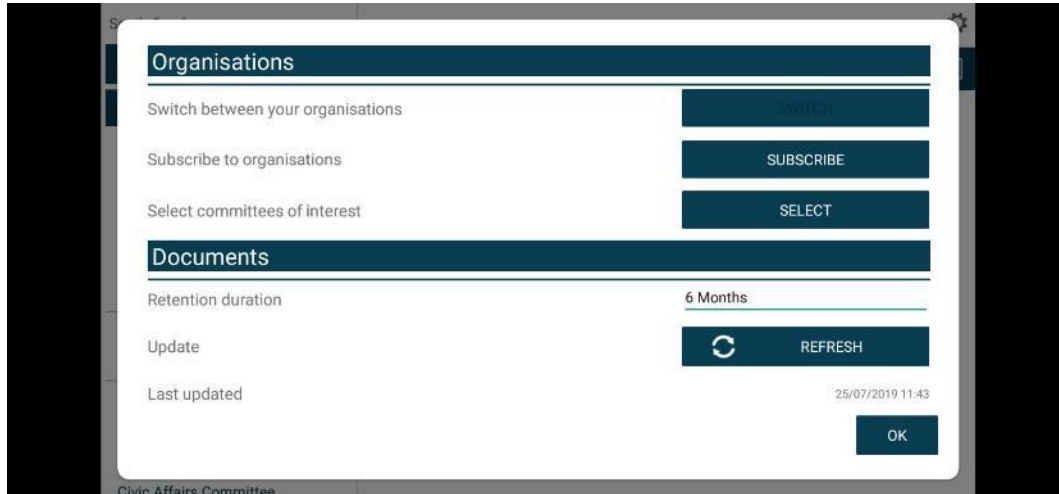 Organisations
Switch between your organisations
SWITCH
Subscribe to organisations
SUBSCRIBE
Select committees of interest
SELECT
Documents
Retention duration
6 Months
Update
REFRESH
Last updated
25/07/2019 11:43
OK
Civic Affairs Committee